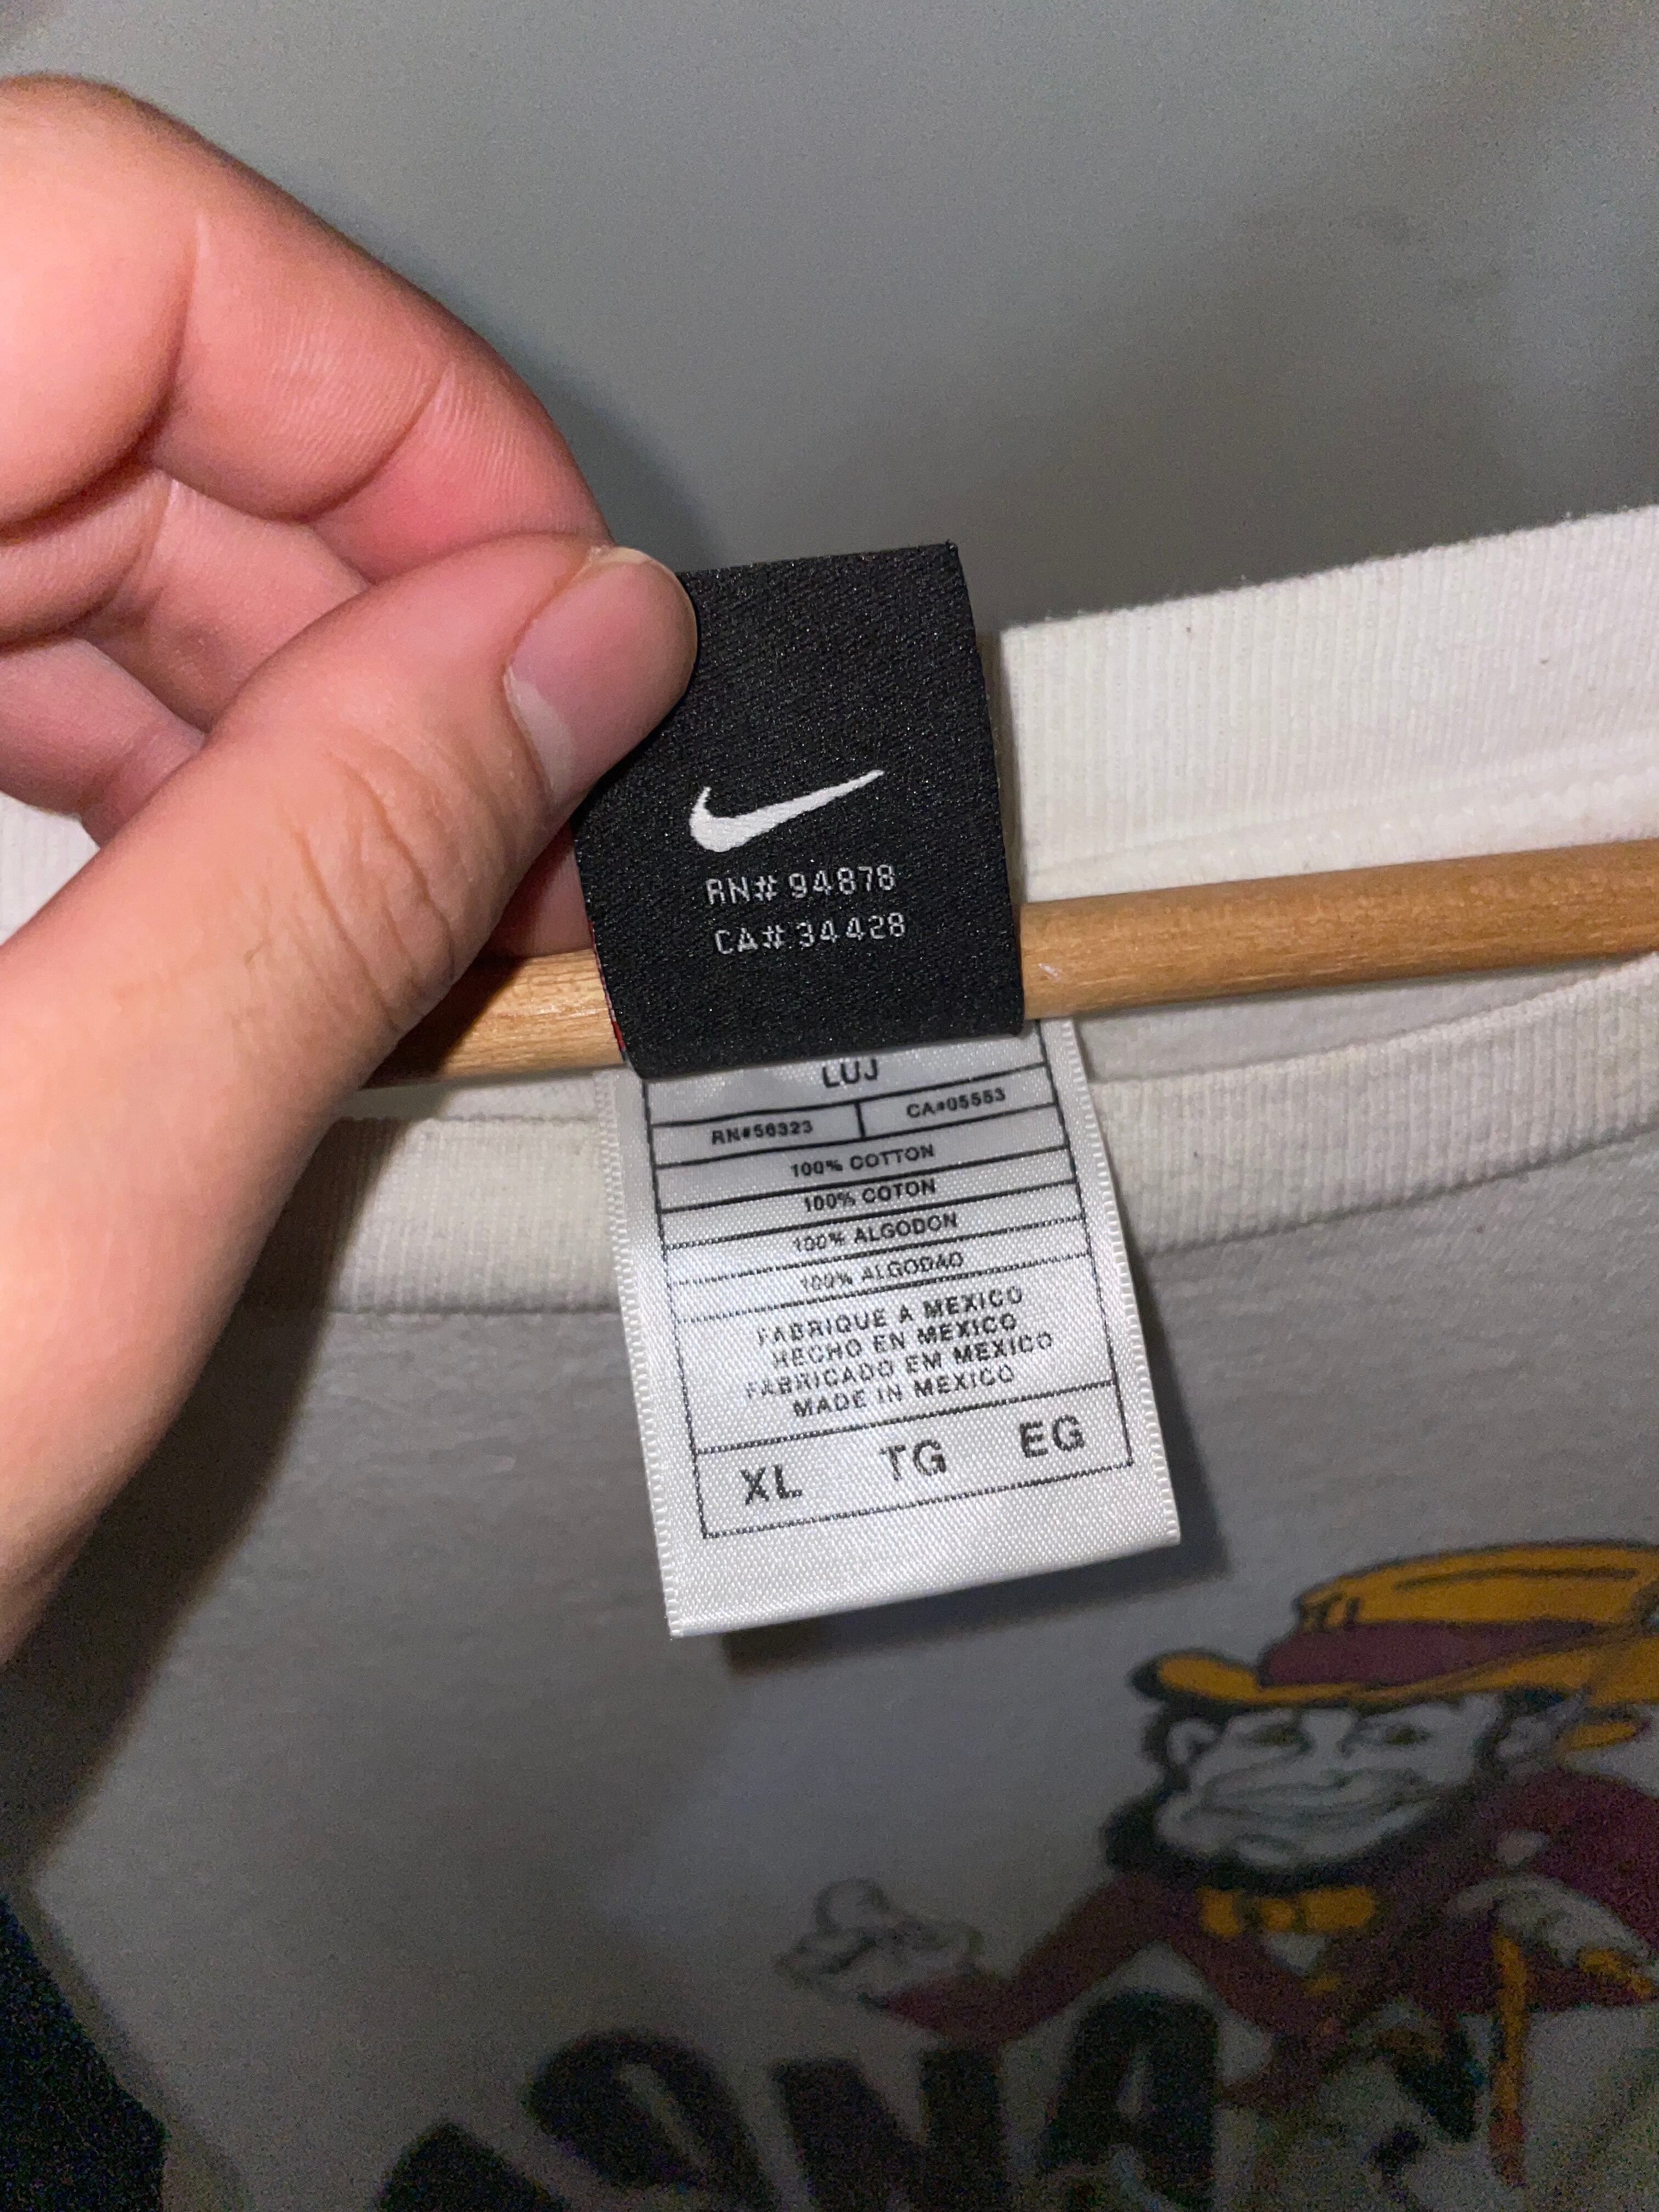 RN# 94878
CA# 34428
LUJ
RN#56323 CA#05553
100% COTTON
100% COTON
100% ALGODON
100% ALGODÃO
FABRIQUE A MEXICO
HECHO EN MEXICO
FABRICADO EM MEXICO
MADE IN MEXICO
XL TG EG